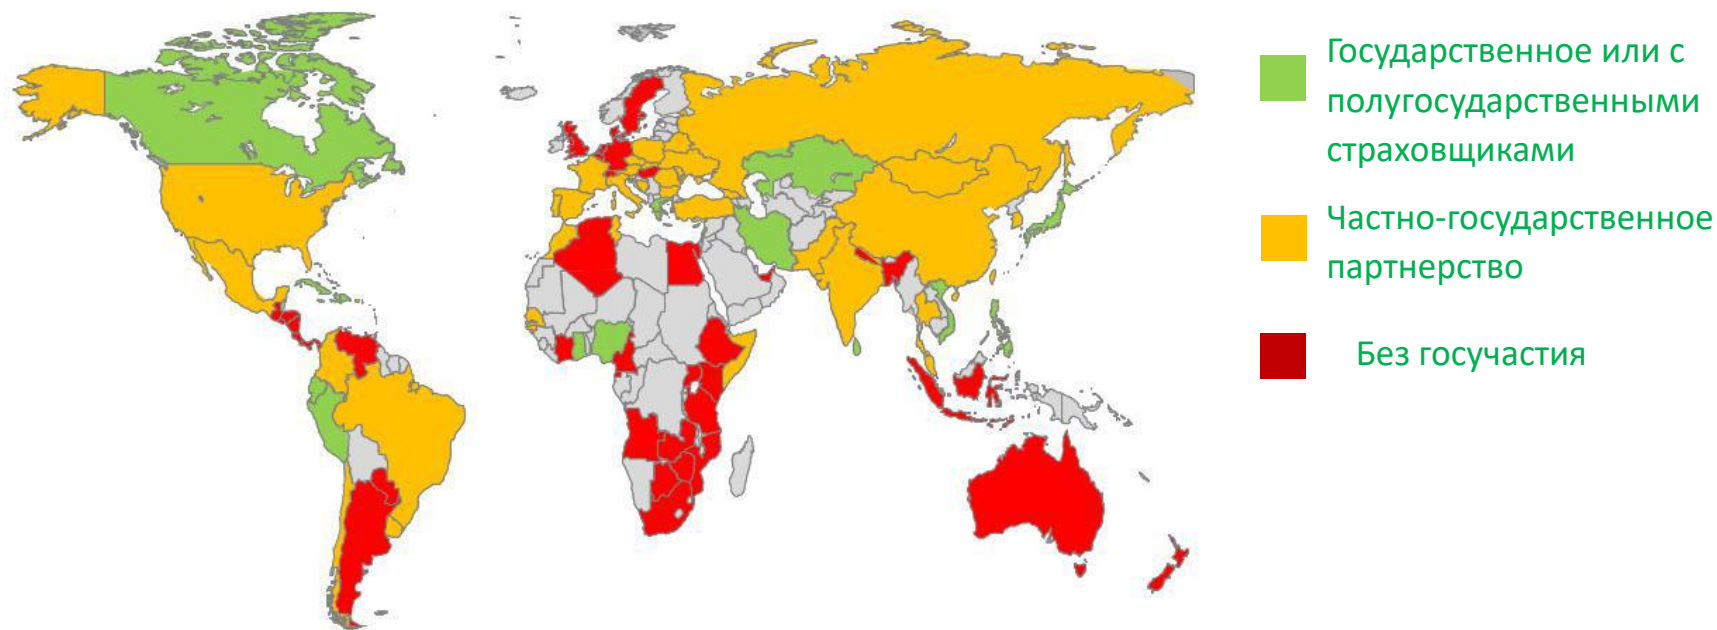 Государственное или с
полугосударственными
страховщиками
Частно-государственное
партнерство
Без госучастия